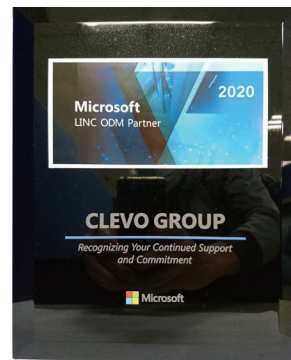 2020
Microsoft
LINC ODM Partner
CLEVO GROUP
Recognizing Your Continued Support
and Commitment
Microsoft